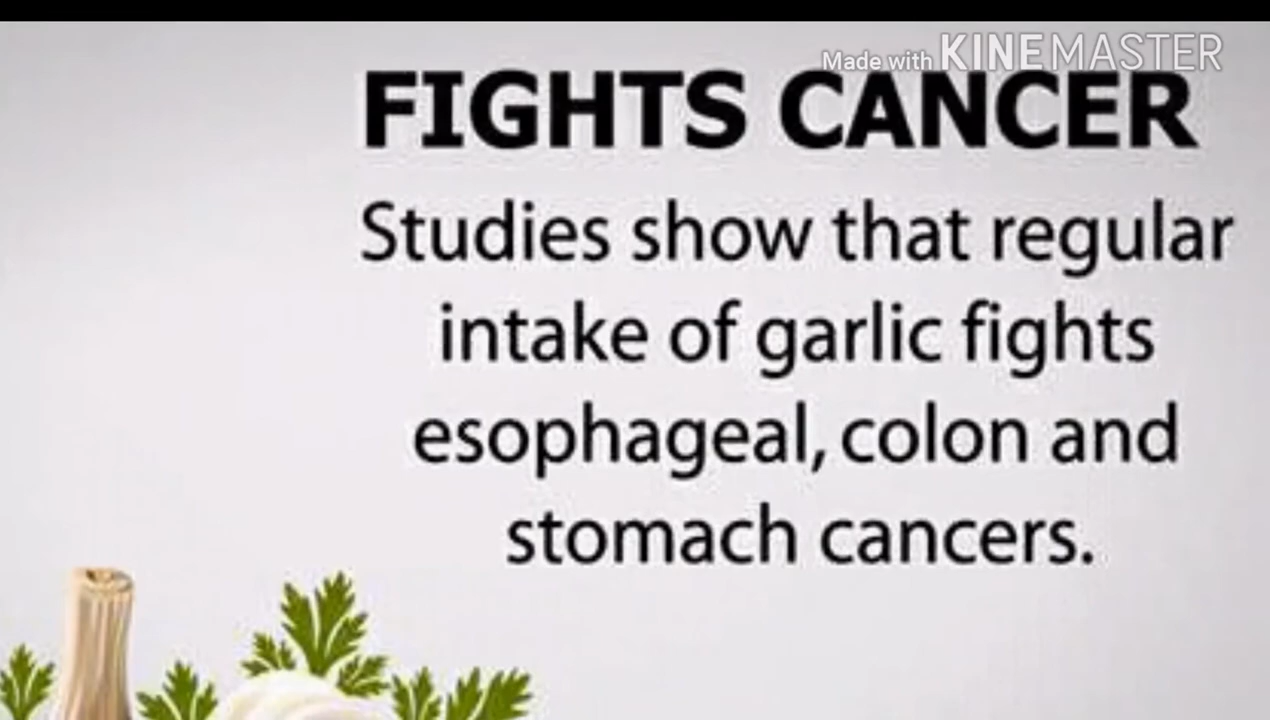 Made with KINEMASTER
FIGHTS CANCER
Studies show that regular
intake of garlic fights
esophageal, colon and
stomach cancers.